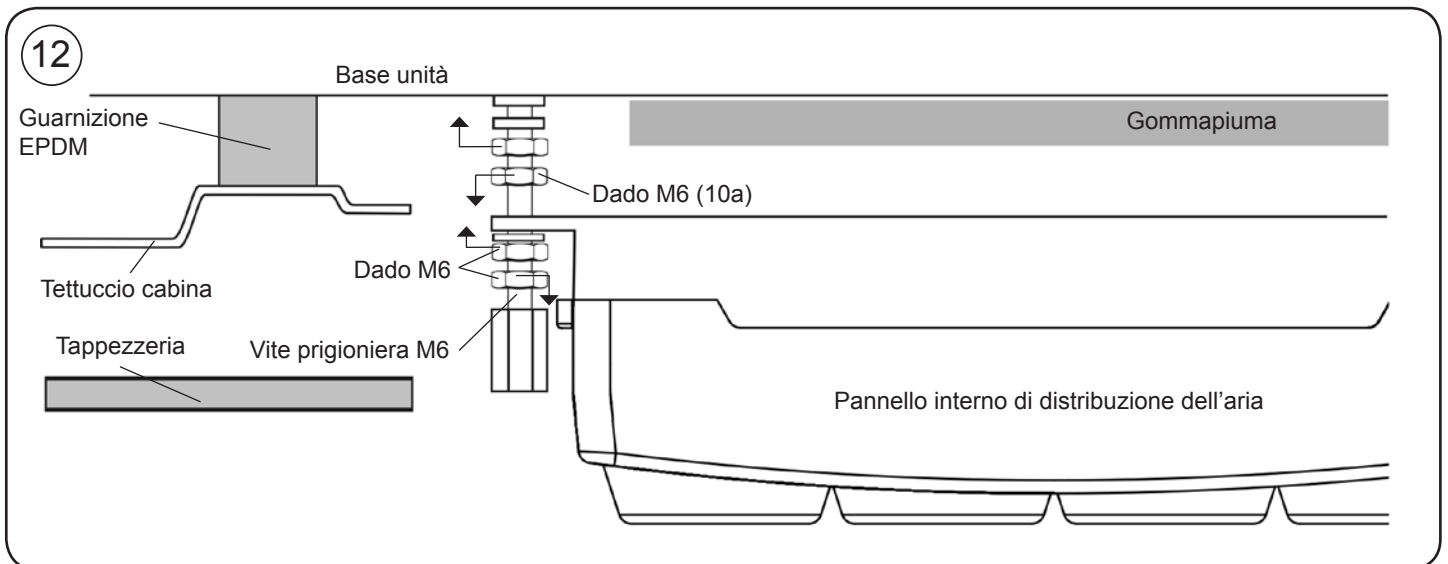 12
Base unità
Guarnizione
EPDM
Gommapiuma
Dado M6 (10a)
Dado M6
Tettuccio cabina
Tappezzeria
Vite prigioniera M6
Pannello interno di distribuzione dell'aria